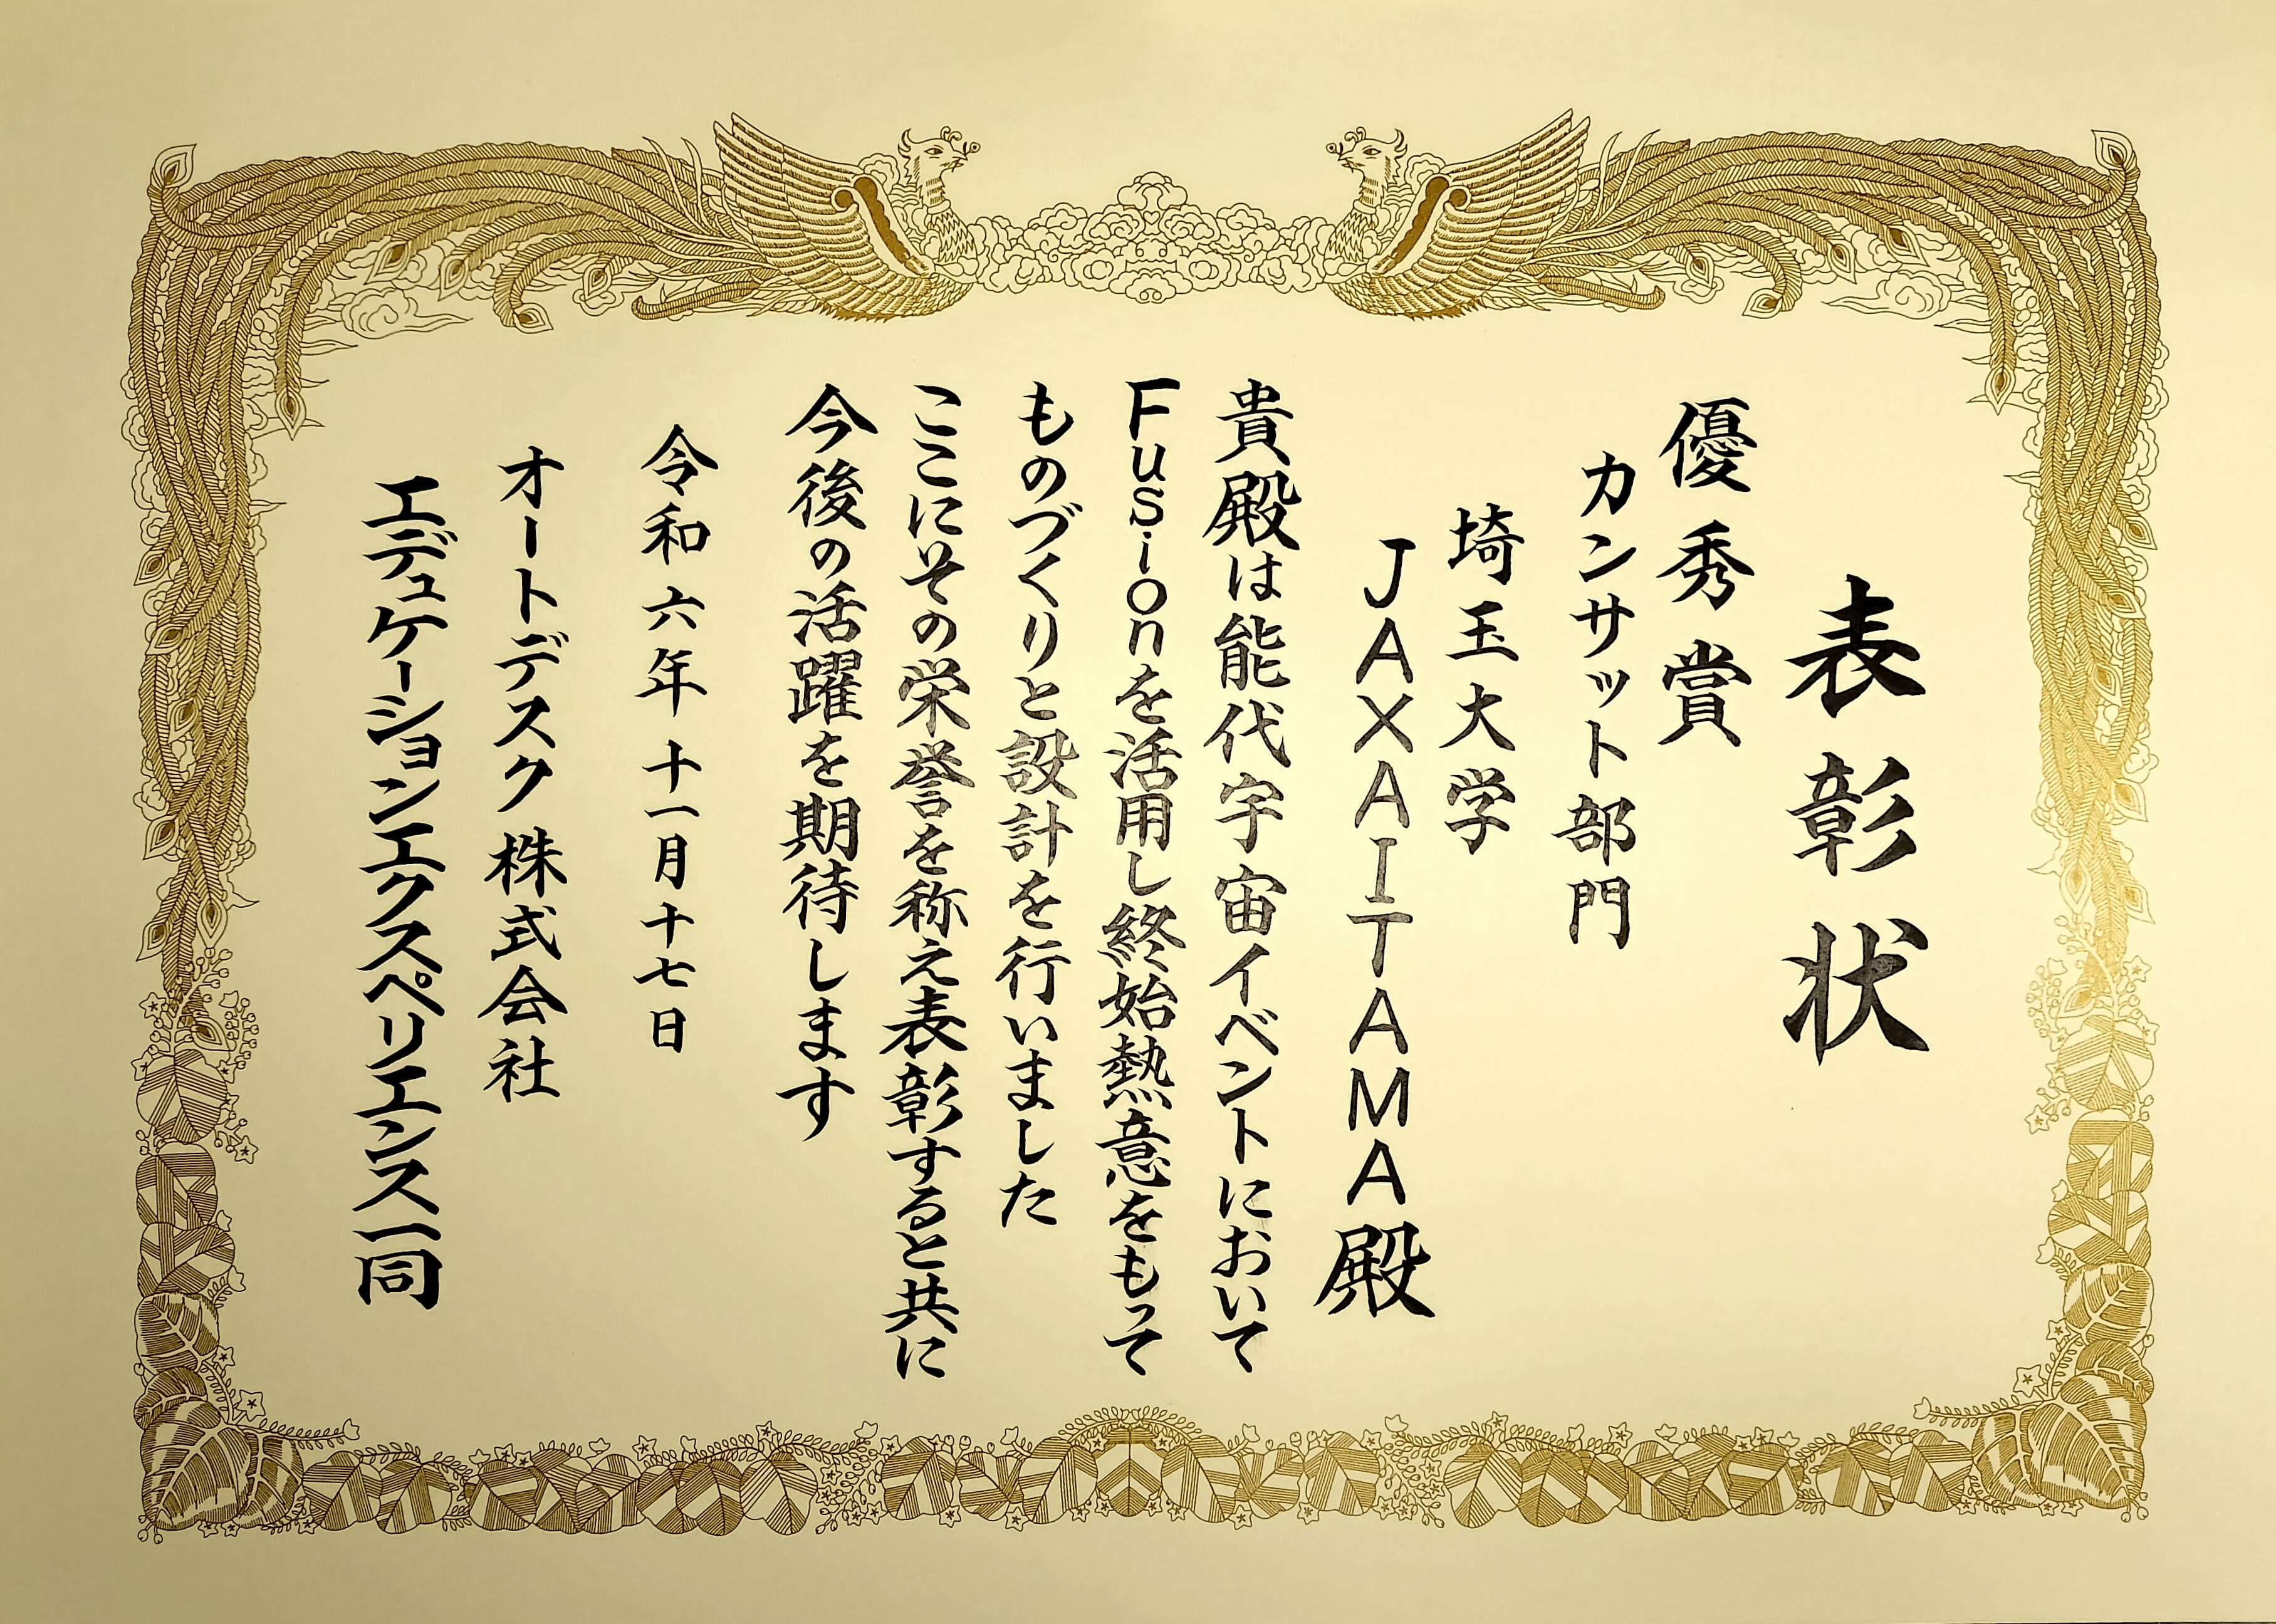 表彰状
優秀賞
カンサット部門
埼玉大学
JAXAITAMA殿
貴殿は能代宇宙イベントにおいて
Fusionを活用し終始熱意をもって
ものづくりと設計を行いました
ここにその栄誉を称え表彰すると共に
今後の活躍を期待します
令和六年十一月十七日
オートデスク株式会社
エデュケーションエクスペリエンス一同